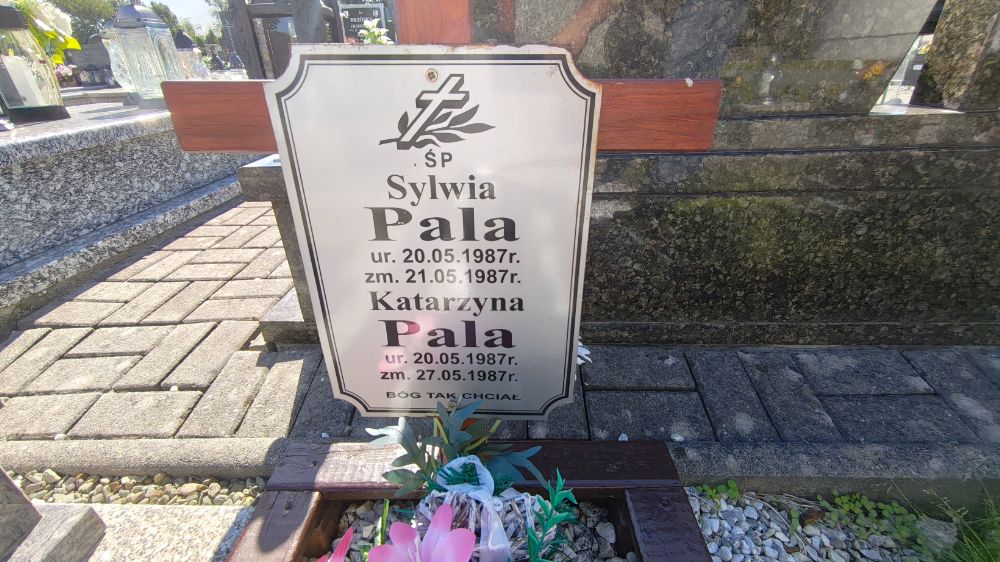 ŚP
Sylwia
Pala
ur. 20.05.1987r.
zm. 21.05.1987r.
Katarzyna
Pala
ur. 20.05.1987r.
zm. 27.05.1987r.
BÓG TAK CHCIAŁ